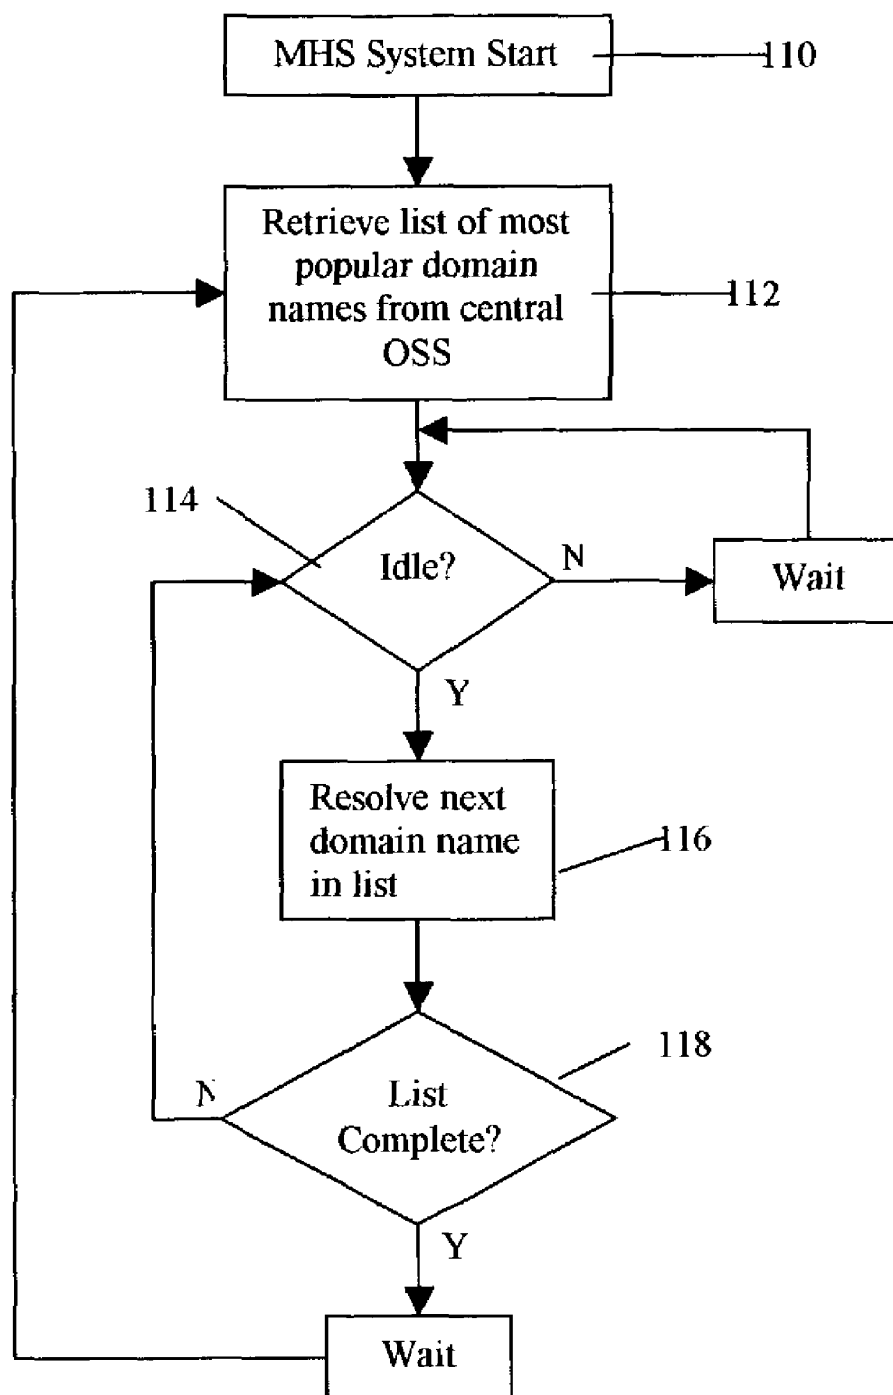 MHS System Start
110
Retrieve list of most
popular domain
names from central
OSS
112
114
Idle?
N
Wait
Y
Resolve next
domain name
in list
116
118
N
List
Complete?
Y
Wait